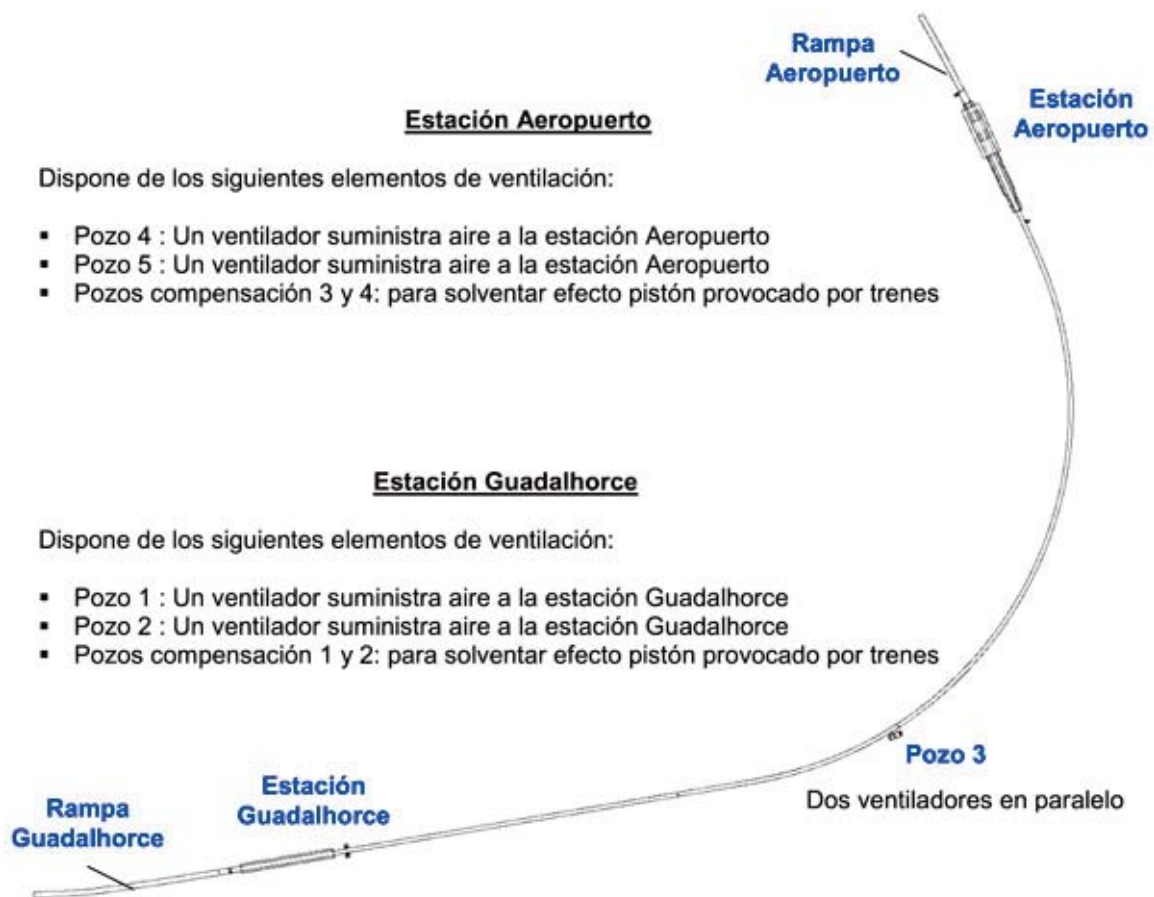 Rampa
Aeropuerto
Estación
Aeropuerto
Estación Aeropuerto
Dispone de los siguientes elementos de ventilación:
▪ Pozo 4 : Un ventilador suministra aire a la estación Aeropuerto
▪ Pozo 5 : Un ventilador suministra aire a la estación Aeropuerto
▪ Pozos compensación 3 y 4: para solventar efecto pistón provocado por trenes
Estación Guadalhorce
Dispone de los siguientes elementos de ventilación:
▪ Pozo 1 : Un ventilador suministra aire a la estación Guadalhorce
▪ Pozo 2 : Un ventilador suministra aire a la estación Guadalhorce
▪ Pozos compensación 1 y 2: para solventar efecto pistón provocado por trenes
Pozo 3
Dos ventiladores en paralelo
Estación
Guadalhorce
Rampa
Guadalhorce